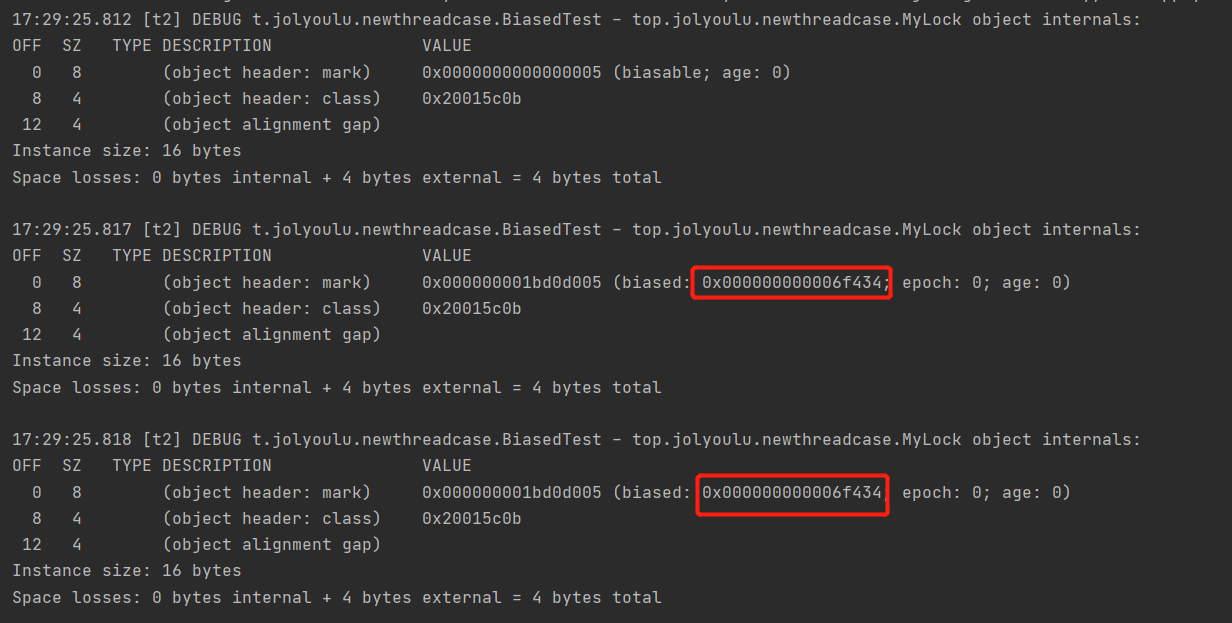 17:29:25.812 [t2] DEBUG t.jolyoulu.newthreadcase.BiasedTest - top.jolyoulu.newthreadcase.MyLock object internals:
OFF  SZ   TYPE DESCRIPTION               VALUE
  0   8        (object header: mark)     0x0000000000000005 (biasable; age: 0)
  8   4        (object header: class)    0x20015c0b
 12   4        (object alignment gap)
Instance size: 16 bytes
Space losses: 0 bytes internal + 4 bytes external = 4 bytes total
17:29:25.817 [t2] DEBUG t.jolyoulu.newthreadcase.BiasedTest - top.jolyoulu.newthreadcase.MyLock object internals:
OFF  SZ   TYPE DESCRIPTION               VALUE
  0   8        (object header: mark)     0x000000001bd0d005 (biased: 0x000000000006f434; epoch: 0; age: 0)
  8   4        (object header: class)    0x20015c0b
 12   4        (object alignment gap)
Instance size: 16 bytes
Space losses: 0 bytes internal + 4 bytes external = 4 bytes total
17:29:25.818 [t2] DEBUG t.jolyoulu.newthreadcase.BiasedTest - top.jolyoulu.newthreadcase.MyLock object internals:
OFF  SZ   TYPE DESCRIPTION               VALUE
  0   8        (object header: mark)     0x000000001bd0d005 (biased: 0x000000000006f434; epoch: 0; age: 0)
  8   4        (object header: class)    0x20015c0b
 12   4        (object alignment gap)
Instance size: 16 bytes
Space losses: 0 bytes internal + 4 bytes external = 4 bytes total